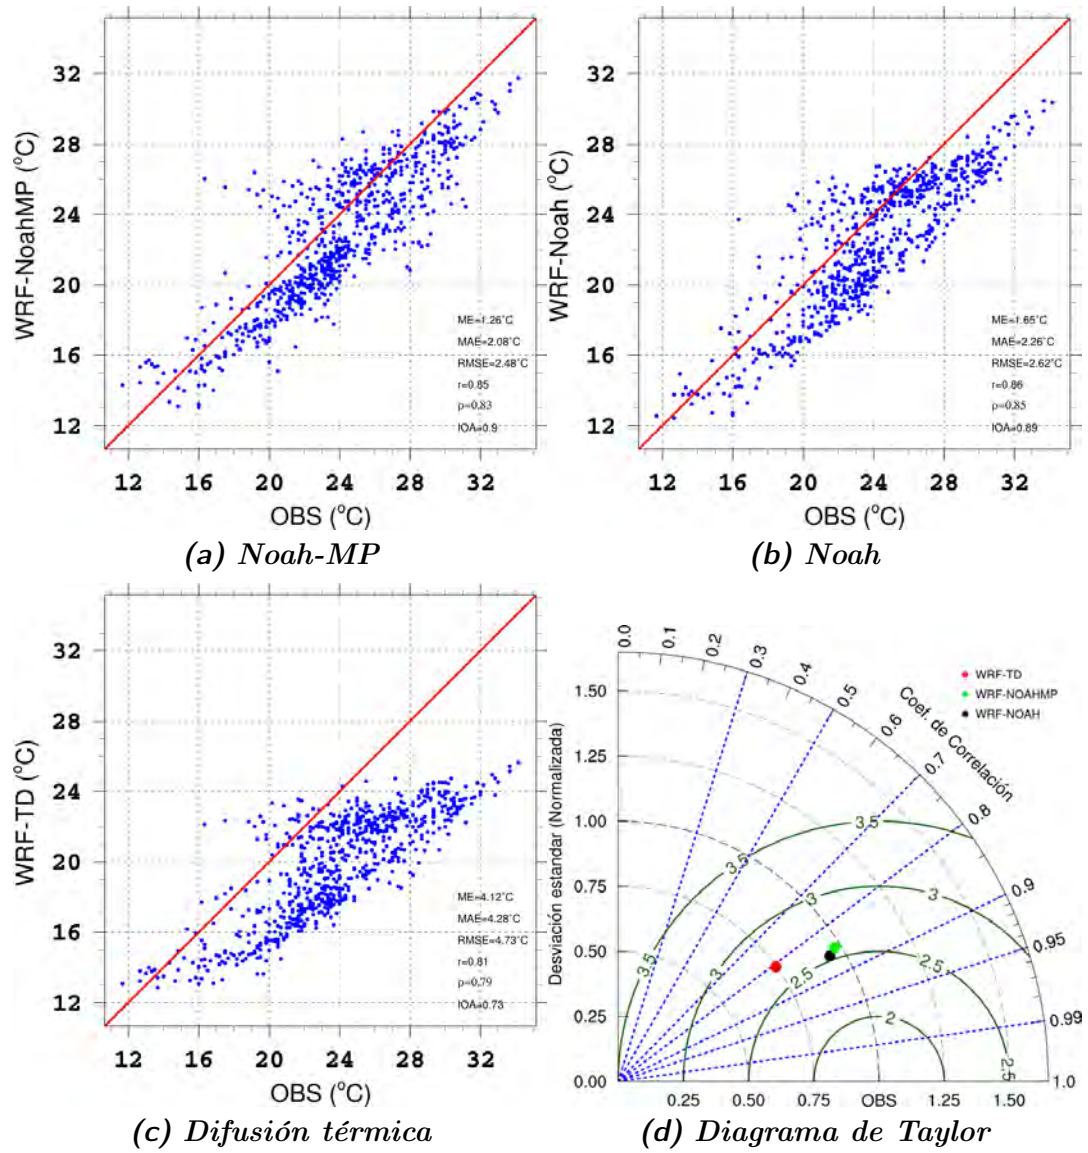 32
28
24
20
16
12
WRF-NoahMP (°C)
ME=1.26°C
MAE=2.08°C
RMSE=2.48°C
r=0.85
ρ=0.83
IOA=0.9
12 16 20 24 28 32
OBS (°C)
(a) Noah-MP
32
28
24
20
16
12
WRF-Noah (°C)
ME=1.65°C
MAE=2.26°C
RMSE=2.62°C
r=0.86
ρ=0.85
IOA=0.89
12 16 20 24 28 32
OBS (°C)
(b) Noah
32
28
24
20
16
12
WRF-TD (°C)
ME=4.12°C
MAE=4.28°C
RMSE=4.73°C
r=0.81
ρ=0.79
IOA=0.73
12 16 20 24 28 32
OBS (°C)
(c) Difusión térmica
0.0 0.1 0.2 0.3 0.4 0.5 0.6 0.7 0.8 0.9 0.95 0.99 1.0
Coef. de Correlación
WRF-TD
WRF-NOAHMP
WRF-NOAH
1.50
1.25
1.00
0.75
0.50
0.25
0.00
Desviación estandar (Normalizada)
3.5
3.5
3.5
3
3
3
2.5
2.5
2.5
2
0.25 0.50 0.75 OBS 1.25 1.50
(d) Diagrama de Taylor